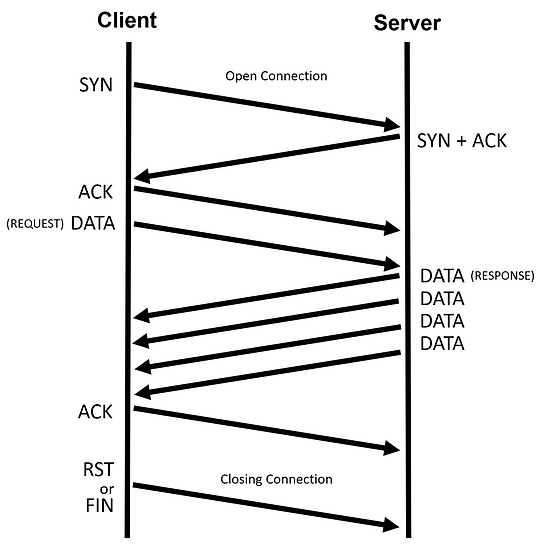 Client
Server
Open Connection
SYN
SYN + ACK
ACK
(REQUEST) DATA
DATA (RESPONSE)
DATA
DATA
DATA
ACK
RST
or
FIN
Closing Connection